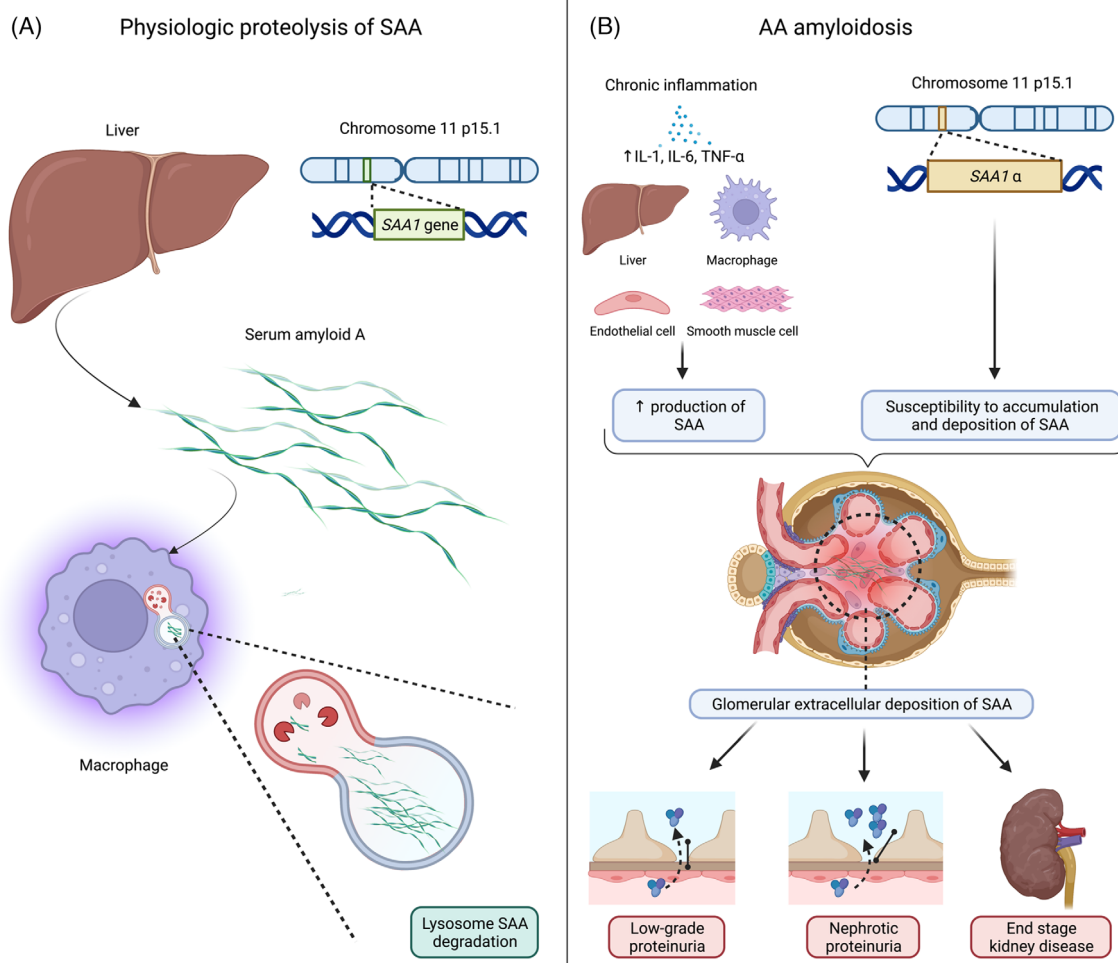 (A)
Physiologic proteolysis of SAA
Liver
Chromosome 11 p15.1
SAA1 gene
Serum amyloid A
Macrophage
Lysosome SAA
degradation
(B)
AA amyloidosis
Chronic inflammation
↑IL-1, IL-6, TNF-α
Liver
Macrophage
Endothelial cell
Smooth muscle cell
Chromosome 11 p15.1
SAA1 α
↑ production of
SAA
Susceptibility to accumulation
and deposition of SAA
Glomerular extracellular deposition of SAA
Low-grade
proteinuria
Nephrotic
proteinuria
End stage
kidney disease